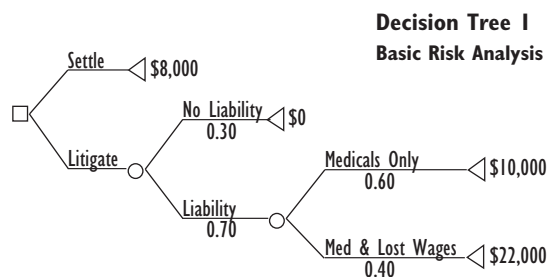 Decision Tree 1
Basic Risk Analysis
Settle
$8,000
No Liability
0.30
$0
Litigate
Medicals Only
0.60
$10,000
Liability
0.70
Med & Lost Wages
0.40
$22,000